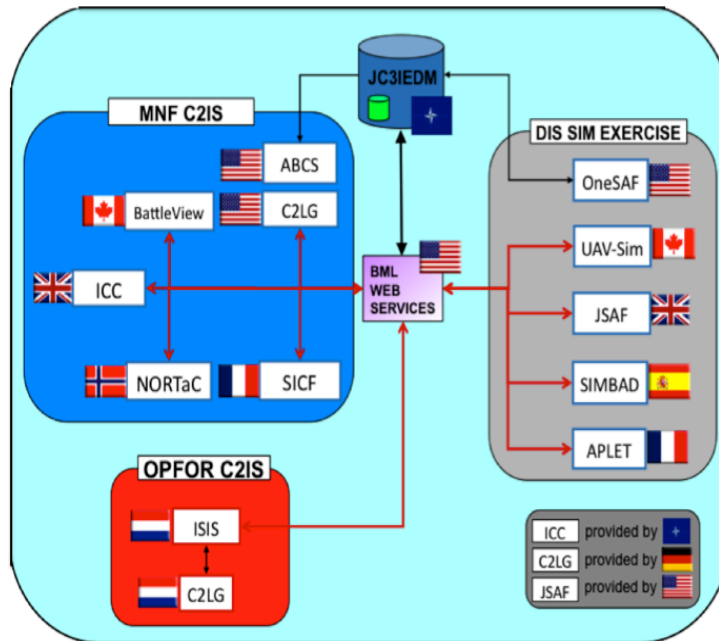 JC3IEDM
MNF C2IS
DIS SIM EXERCISE
ABCS
OneSAF
BattleView
C2LG
UAV-Sim
BML
WEB
SERVICES
ICC
JSAF
NORTaC
SICF
SIMBAD
APLET
OPFOR C2IS
ISIS
C2LG
ICC provided by
C2LG provided by
JSAF provided by